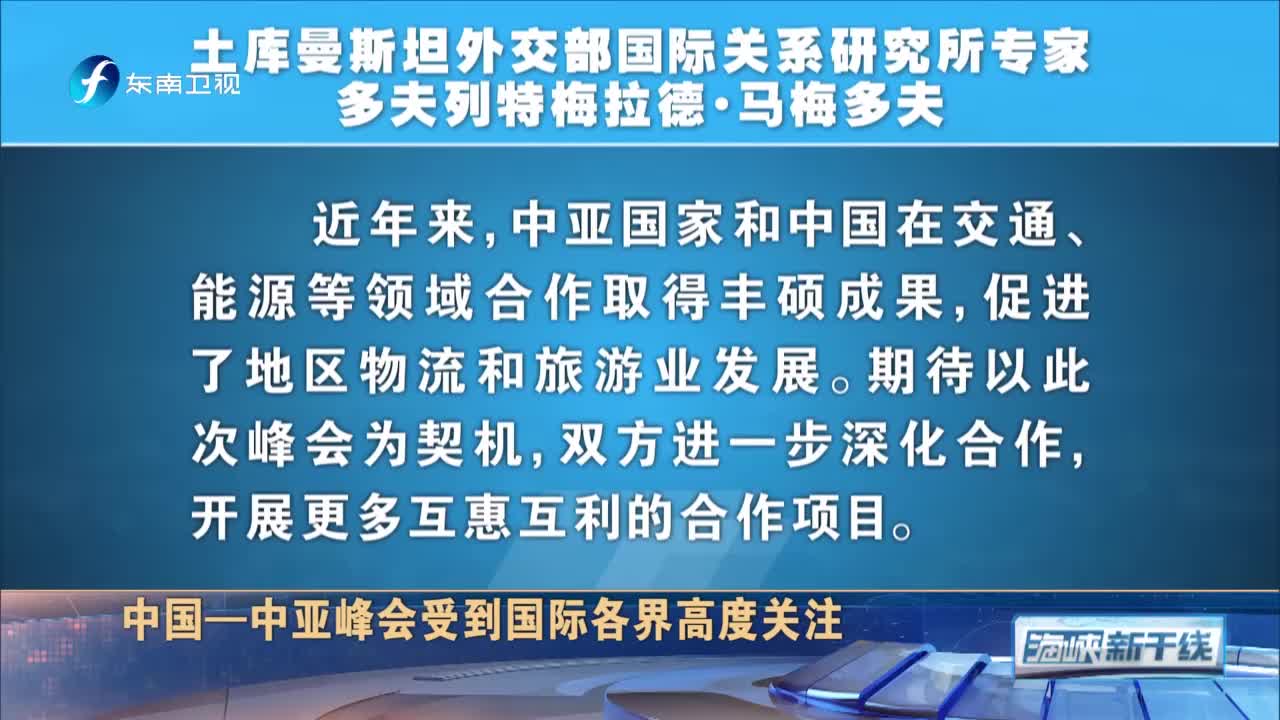 土库曼斯坦外交部国际关系研究所专家
东南卫视
多夫列特梅拉德·马梅多夫
近年来,中亚国家和中国在交通、
能源等领域合作取得丰硕成果,促进
了地区物流和旅游业发展。期待以此
次峰会为契机,双方进一步深化合作,
开展更多互惠互利的合作项目。
中国—中亚峰会受到国际各界高度关注
海峡新干线